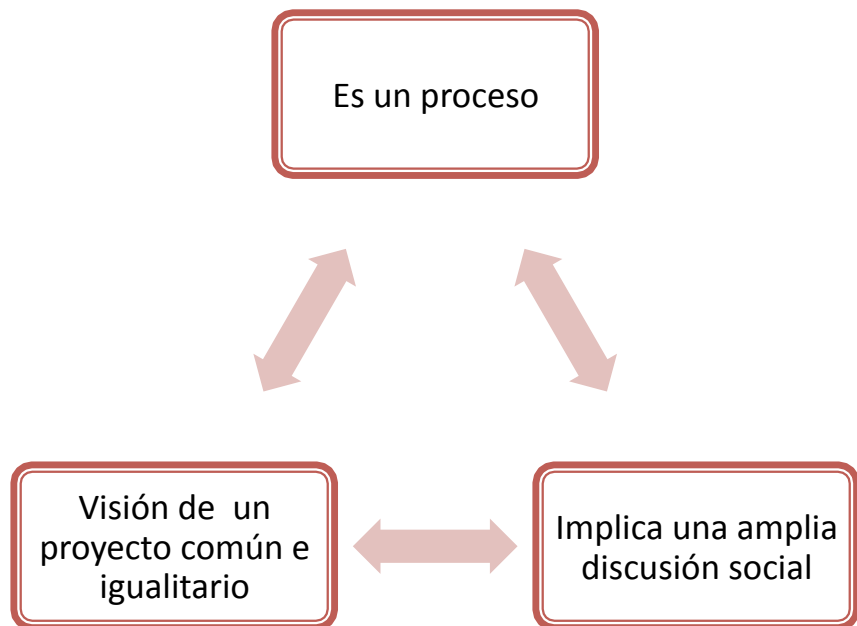 Es un proceso
Visión de un
proyecto común e
igualitario
Implica una amplia
discusión social